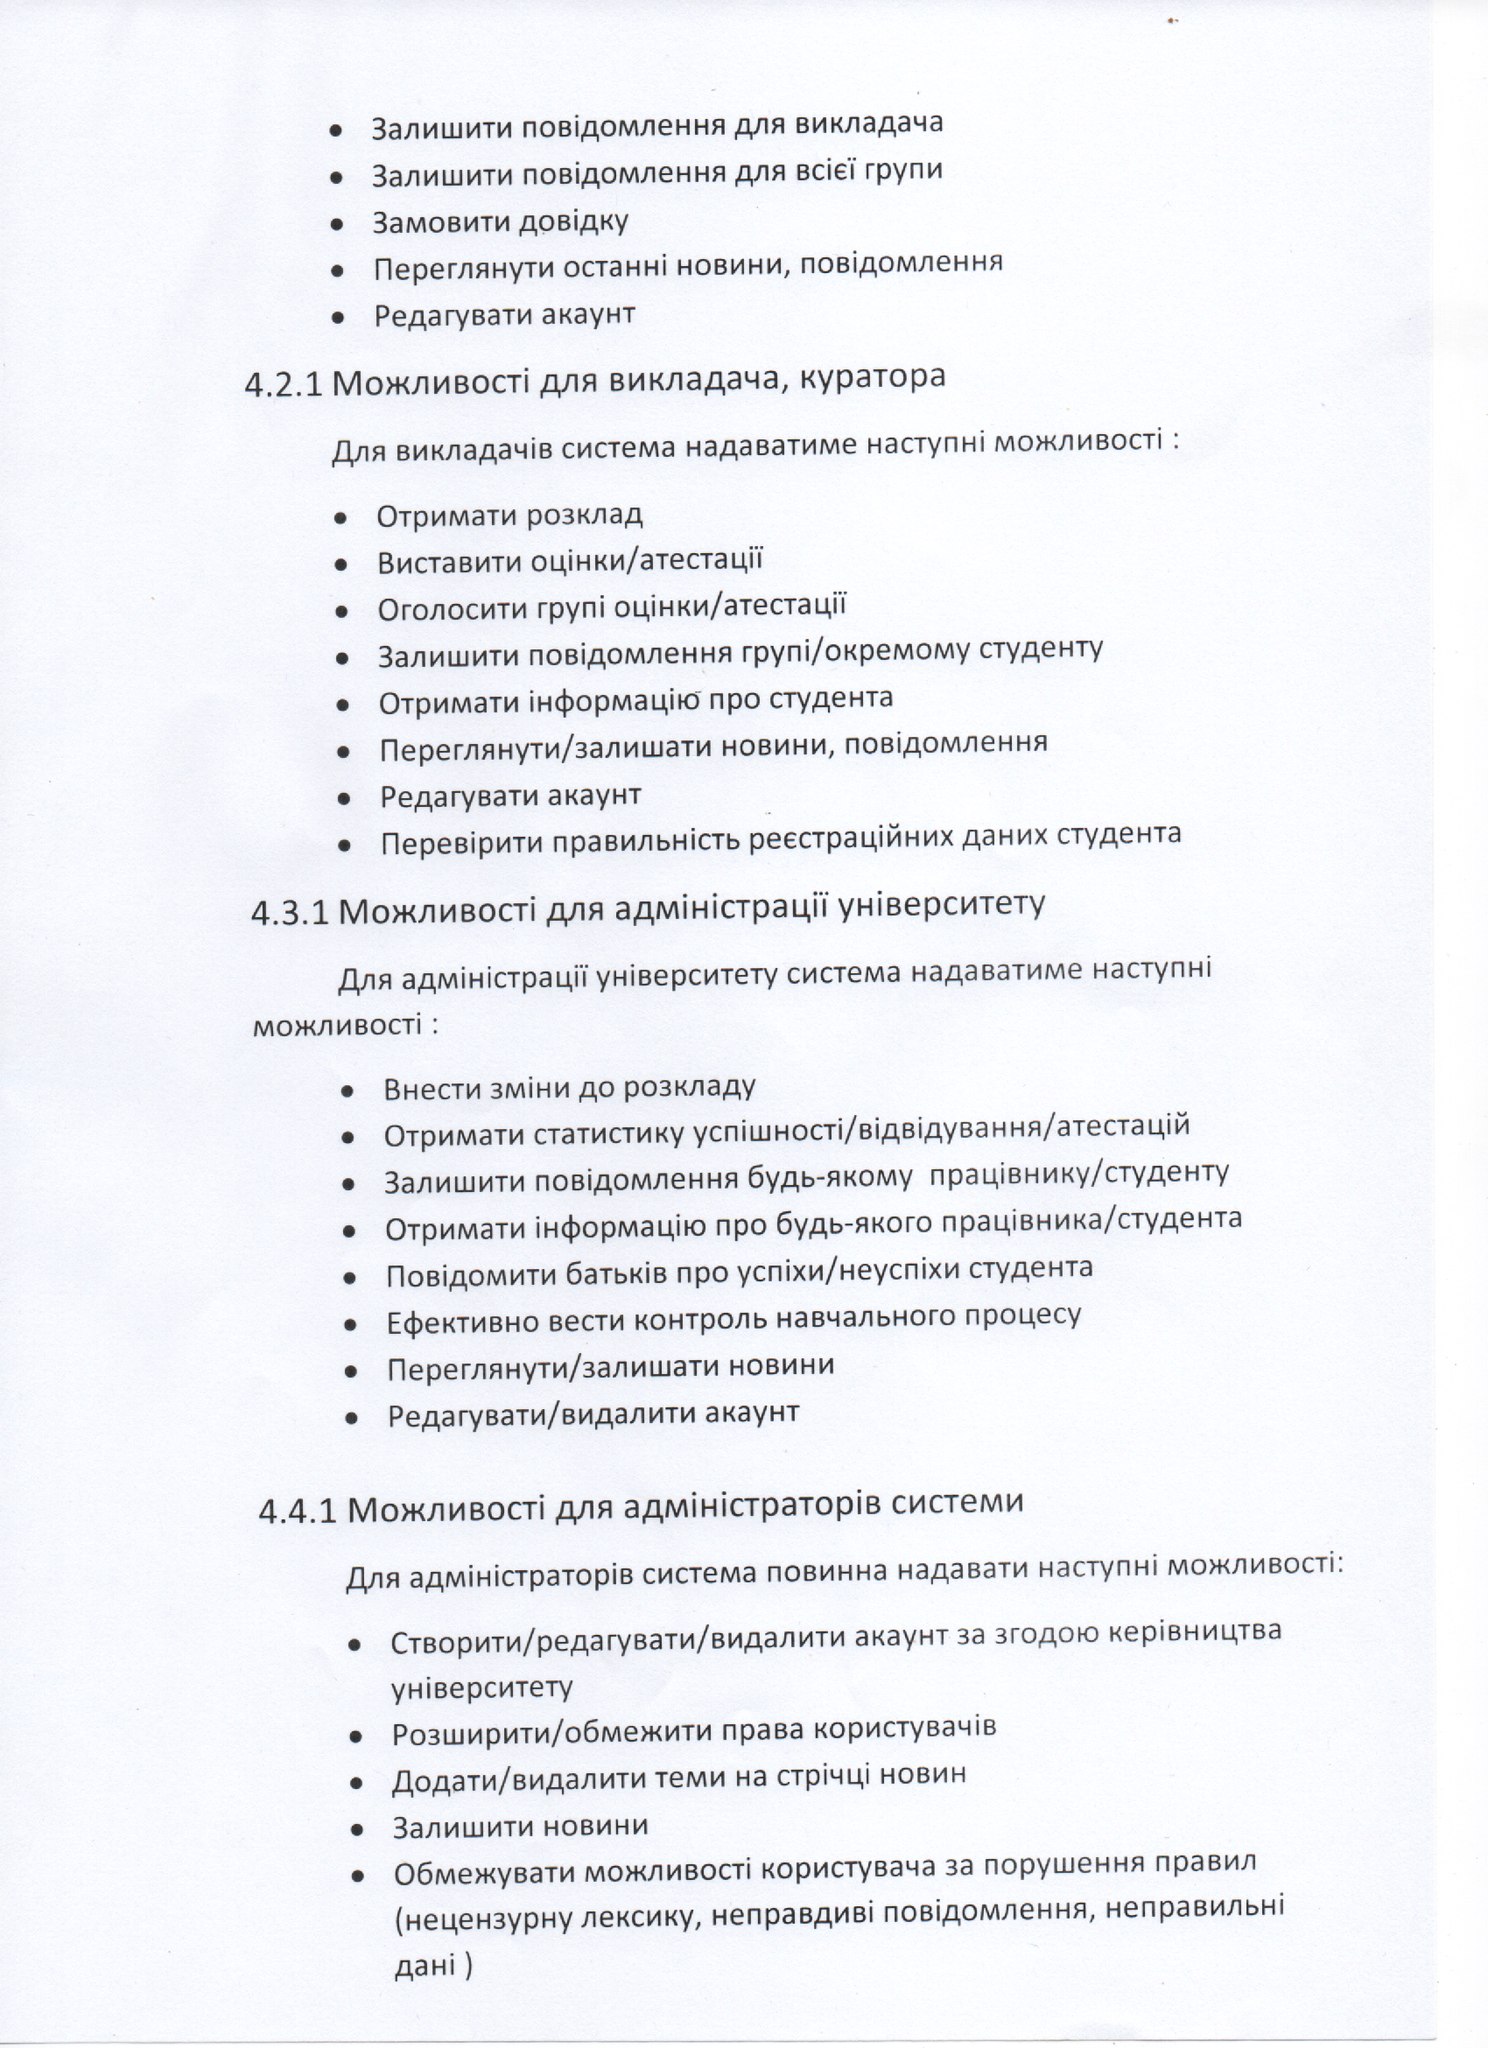 • Залишити повідомлення для викладача
• Залишити повідомлення для всієї групи
• Замовити довідку
• Переглянути останні новини, повідомлення
• Редагувати акаунт
4.2.1 Можливості для викладача, куратора
Для викладачів система надаватиме наступні можливості :
• Отримати розклад
• Виставити оцінки/атестації
• Оголосити групі оцінки/атестації
• Залишити повідомлення групі/окремому студенту
• Отримати інформацію про студента
• Переглянути/залишати новини, повідомлення
• Редагувати акаунт
• Перевірити правильність реєстраційних даних студента
4.3.1 Можливості для адміністрації університету
Для адміністрації університету система надаватиме наступні
можливості :
• Внести зміни до розкладу
• Отримати статистику успішності/відвідування/атестацій
• Залишити повідомлення будь-якому працівнику/студенту
• Отримати інформацію про будь-якого працівника/студента
• Повідомити батьків про успіхи/неуспіхи студента
• Ефективно вести контроль навчального процесу
• Переглянути/залишати новини
• Редагувати/видалити акаунт
4.4.1 Можливості для адміністраторів системи
Для адміністраторів система повинна надавати наступні можливості:
• Створити/редагувати/видалити акаунт за згодою керівництва
університету
• Розширити/обмежити права користувачів
• Додати/видалити теми на стрічці новин
• Залишити новини
• Обмежувати можливості користувача за порушення правил
(нецензурну лексику, неправдиві повідомлення, неправильні
дані )